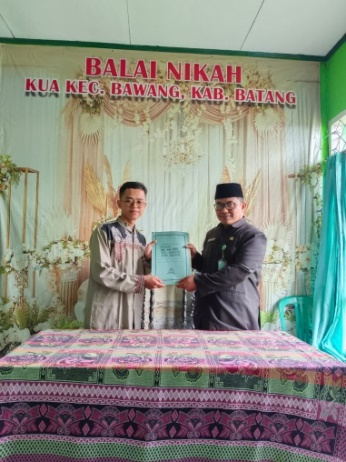 BALAI NIKAH
KUA KEC. BAWANG, KAB. BATANG